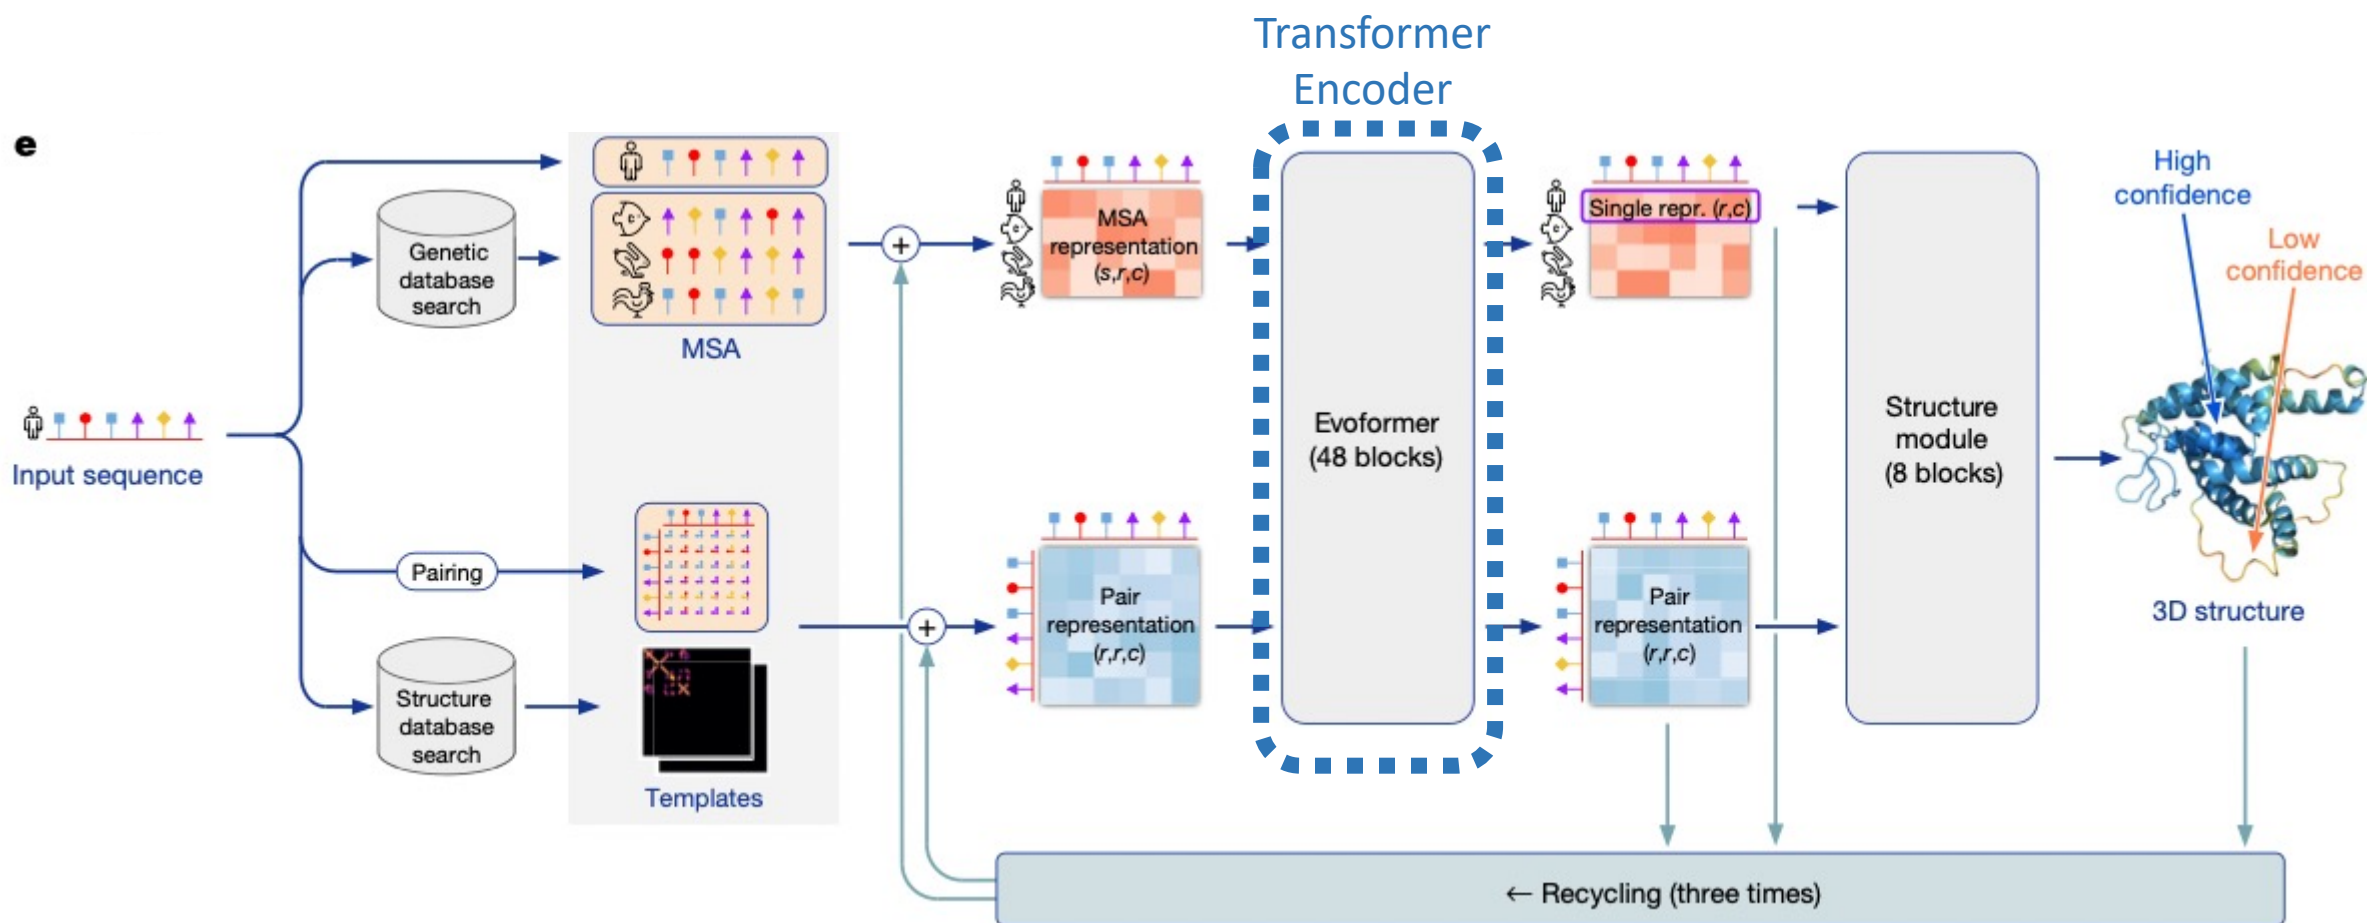 Transformer
Encoder
e
Genetic
database
search
MSA
Input sequence
Pairing
Structure
database
search
Templates
+
+
MSA
representation
(s,r,c)
Pair
representation
(r,r,c)
Evoformer
(48 blocks)
Single repr. (r,c)
Pair
representation
(r,r,c)
Structure
module
(8 blocks)
High
confidence
Low
confidence
3D structure
← Recycling (three times)